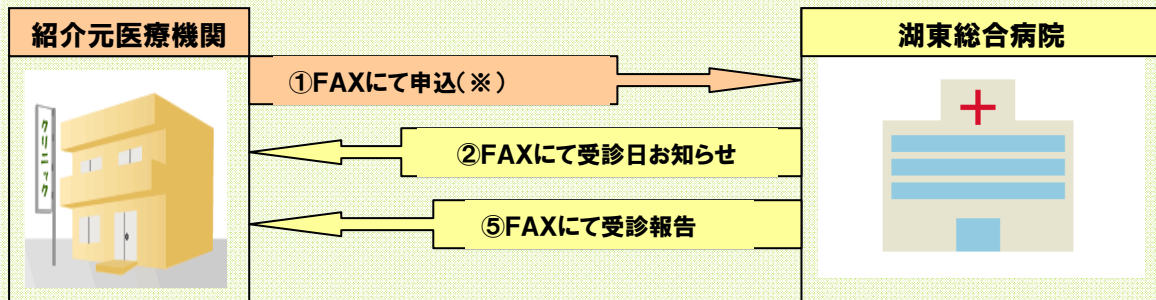 紹介元医療機関
湖東総合病院
①FAXにて申込(※)
②FAXにて受診日お知らせ
⑤FAXにて受診報告
クリニック